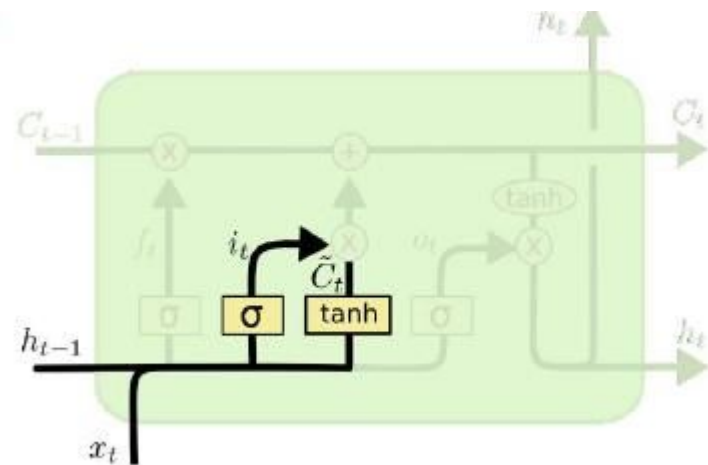 h_t
C_{t-1} × + C_t
tanh
f_t i_t × o_t ×
C̃_t
σ σ tanh σ
h_{t-1} h_t
x_t